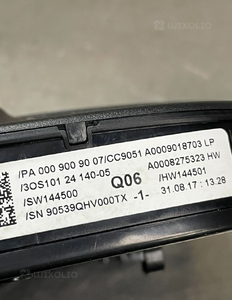 UZIXOLTO
/PA 000 900 90 07/CC9051 A0009018703 LP
/3OS101 24 140-05 A0008275323 HW
/SW144500 Q06 /HW144501
/SN 90539QHV000TX -1- 31.08 17 : 13.28